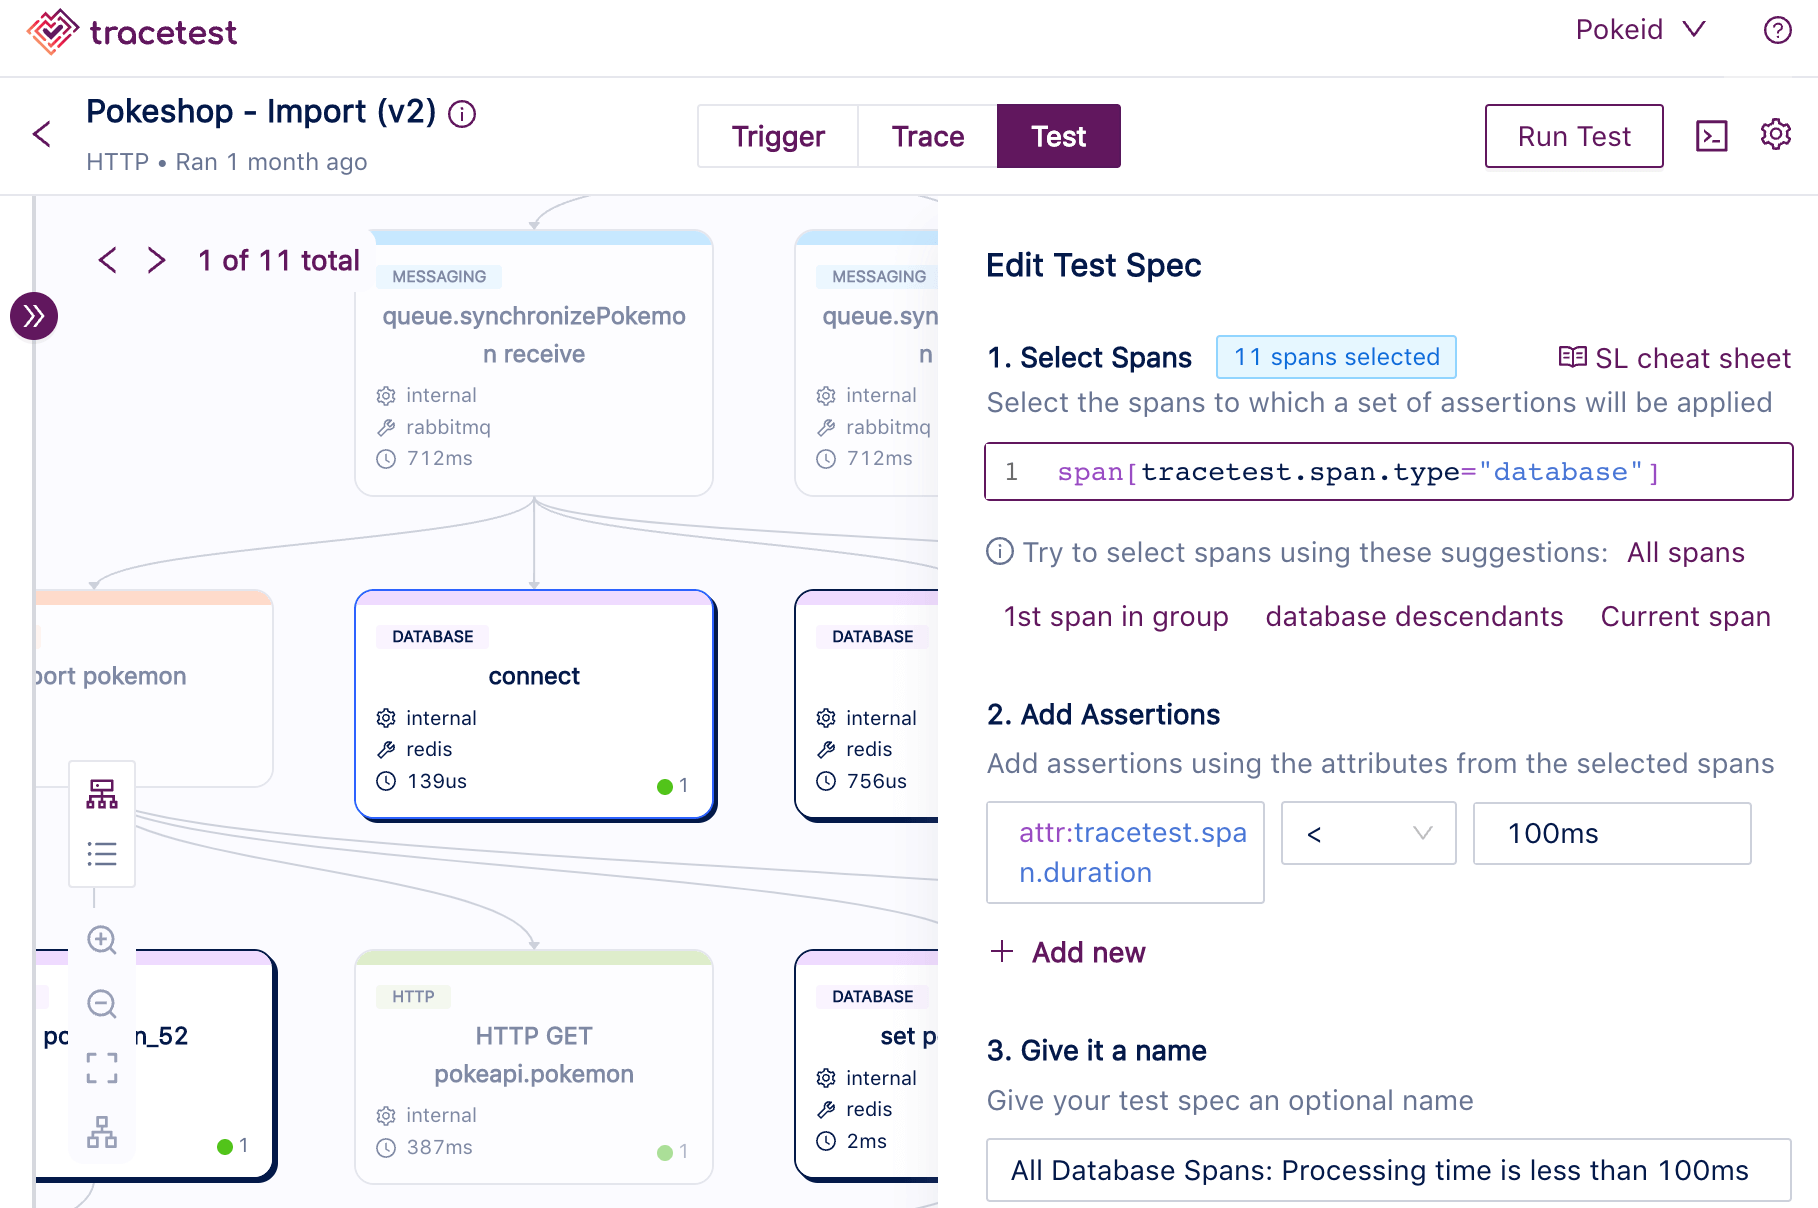 tracetest
Pokeid
Pokeshop - Import (v2)
HTTP • Ran 1 month ago
Trigger
Trace
Test
Run Test
1 of 11 total
MESSAGING
queue.synchronizePokemo
n receive
internal
rabbitmq
712ms
MESSAGING
queue.syn
n
internal
rabbitmq
712ms
port pokemon
DATABASE
connect
internal
redis
139us
1
DATABASE
internal
redis
756us
po
n_52
1
HTTP
HTTP GET
pokeapi.pokemon
internal
387ms
1
DATABASE
set p
internal
redis
2ms
Edit Test Spec
1. Select Spans
11 spans selected
SL cheat sheet
Select the spans to which a set of assertions will be applied
1 span[tracetest.span.type="database"]
Try to select spans using these suggestions: All spans
1st span in group database descendants Current span
2. Add Assertions
Add assertions using the attributes from the selected spans
attr:tracetest.spa
n.duration
<
100ms
+ Add new
3. Give it a name
Give your test spec an optional name
All Database Spans: Processing time is less than 100ms